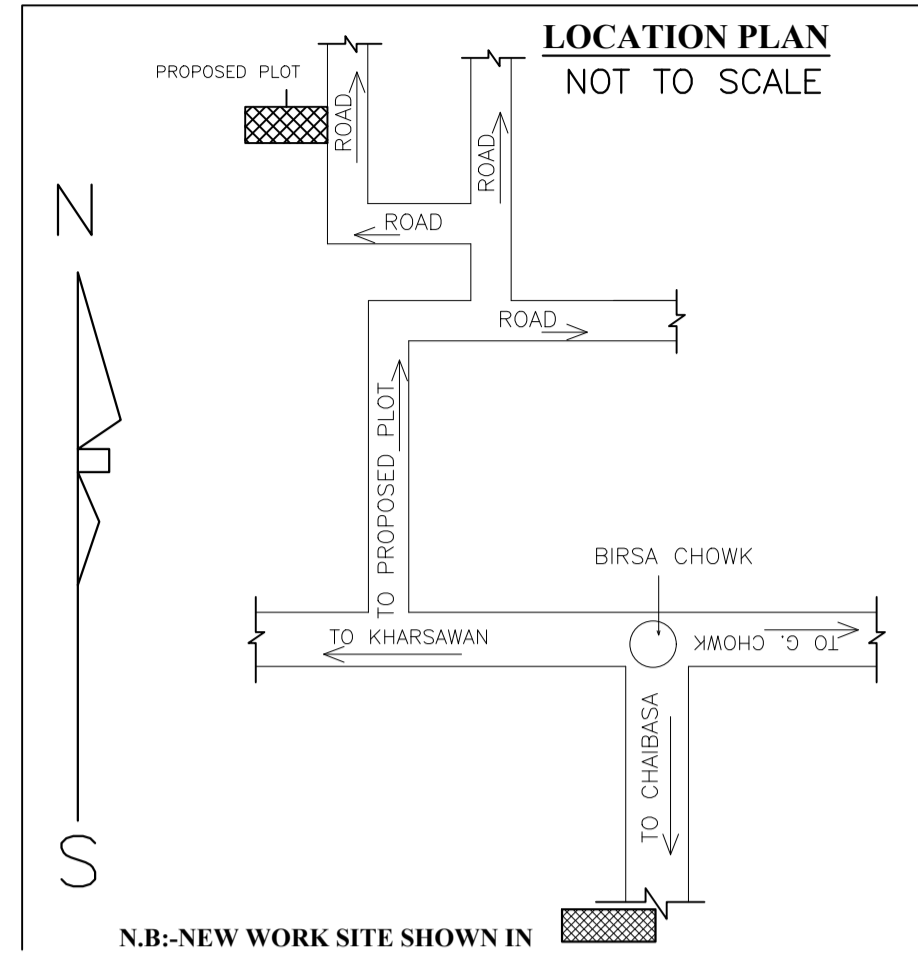 LOCATION PLAN
NOT TO SCALE
PROPOSED PLOT
ROAD
ROAD
ROAD
N
ROAD
TO PROPOSED PLOT
BIRSA CHOWK
TO KHARSAWAN
TO G. CHOWK
TO CHAIBASA
S
N.B:-NEW WORK SITE SHOWN IN